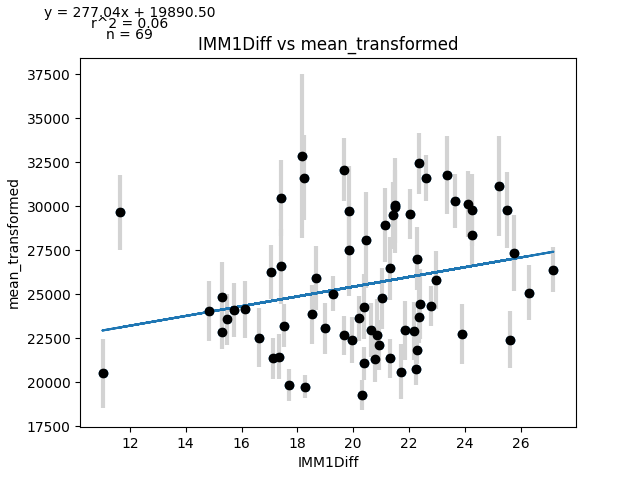 y = 277.04x + 19890.50
r^2 = 0.06
n = 69
IMM1Diff vs mean_transformed
37500
35000
32500
30000
27500
25000
22500
20000
17500
mean_transformed
12 14 16 18 20 22 24 26
IMM1Diff